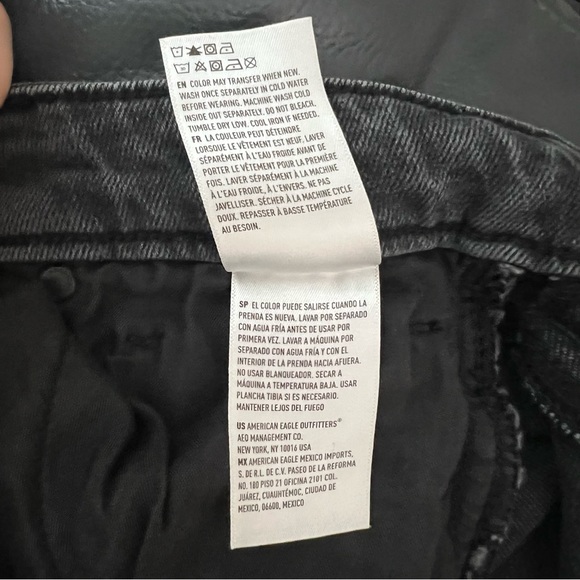 EN COLOR MAY TRANSFER WHEN NEW.
WASH ONCE SEPARATELY IN COLD WATER
BEFORE WEARING. MACHINE WASH COLD
INSIDE OUT SEPARATELY. DO NOT BLEACH.
TUMBLE DRY LOW. COOL IRON IF NEEDED.
FR LA COULEUR PEUT DÉTEINDRE
LORSQUE LE VÊTEMENT EST NEUF. LAVER
SÉPARÉMENT À L'EAU FROIDE AVANT DE
PORTER LE VÊTEMENT POUR LA PREMIÈRE
FOIS. LAVER SÉPARÉMENT À LA MACHINE
À L'EAU FROIDE, À L'ENVERS. NE PAS
JAVELLISER. SÉCHER À LA MACHINE CYCLE
DOUX. REPASSER À BASSE TEMPÉRATURE
AU BESOIN.
SP EL COLOR PUEDE SALIRSE CUANDO LA
PRENDA ES NUEVA. LAVAR POR SEPARADO
CON AGUA FRÍA ANTES DE USAR POR
PRIMERA VEZ. LAVAR A MÁQUINA POR
SEPARADO CON AGUA FRÍA Y CON EL
INTERIOR DE LA PRENDA HACIA AFUERA.
NO USAR BLANQUEADOR. SECAR A
MÁQUINA A TEMPERATURA BAJA. USAR
PLANCHA TIBIA SI ES NECESARIO.
MANTENER LEJOS DEL FUEGO
US AMERICAN EAGLE OUTFITTERS®
AEO MANAGEMENT CO.
NEW YORK, NY 10016 USA
MX AMERICAN EAGLE MEXICO IMPORTS,
S. DE R.L. DE C.V. PASEO DE LA REFORMA
NO. 180 PISO 21 OFICINA 2101 COL.
JUÁREZ, CUAUHTÉMOC, CIUDAD DE
MÉXICO, 06600, MÉXICO